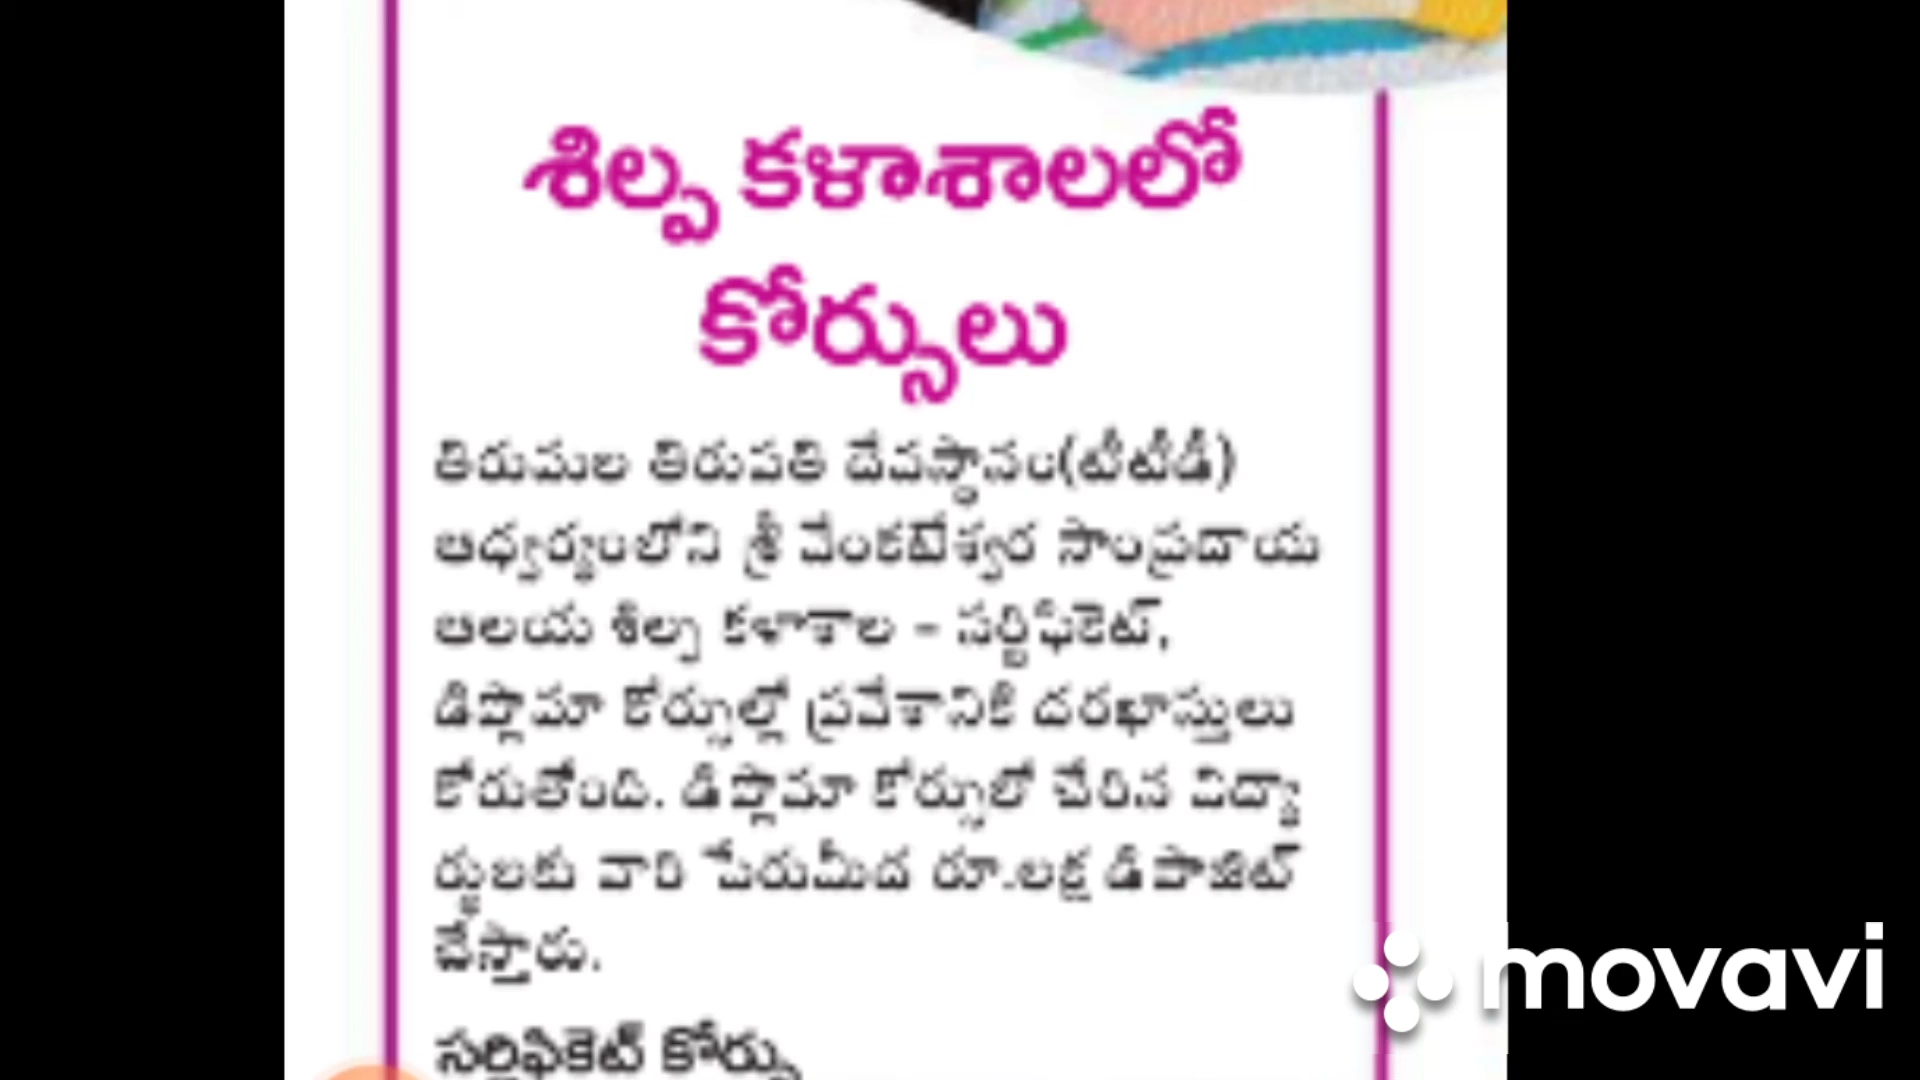 శిల్ప కళాశాలలో
కోర్సులు
తిరుమల తిరుపతి దేవస్థానం(టీటీడీ)
ఆధ్వర్యంలోని శ్రీ వేంకటేశ్వర సాంప్రదాయ
ఆలయ శిల్ప కళాశాల - సర్టిఫికెట్,
డిప్లొమా కోర్సుల్లో ప్రవేశానికి దరఖాస్తులు
కోరుతోంది. డిప్లొమా కోర్సులో చేరిన విద్యా
ర్థులకు వారి పేరుమీద రూ.లక్ష డిపాజిట్
చేస్తారు.
సర్టిఫికెట్ కోర్సు
movavi